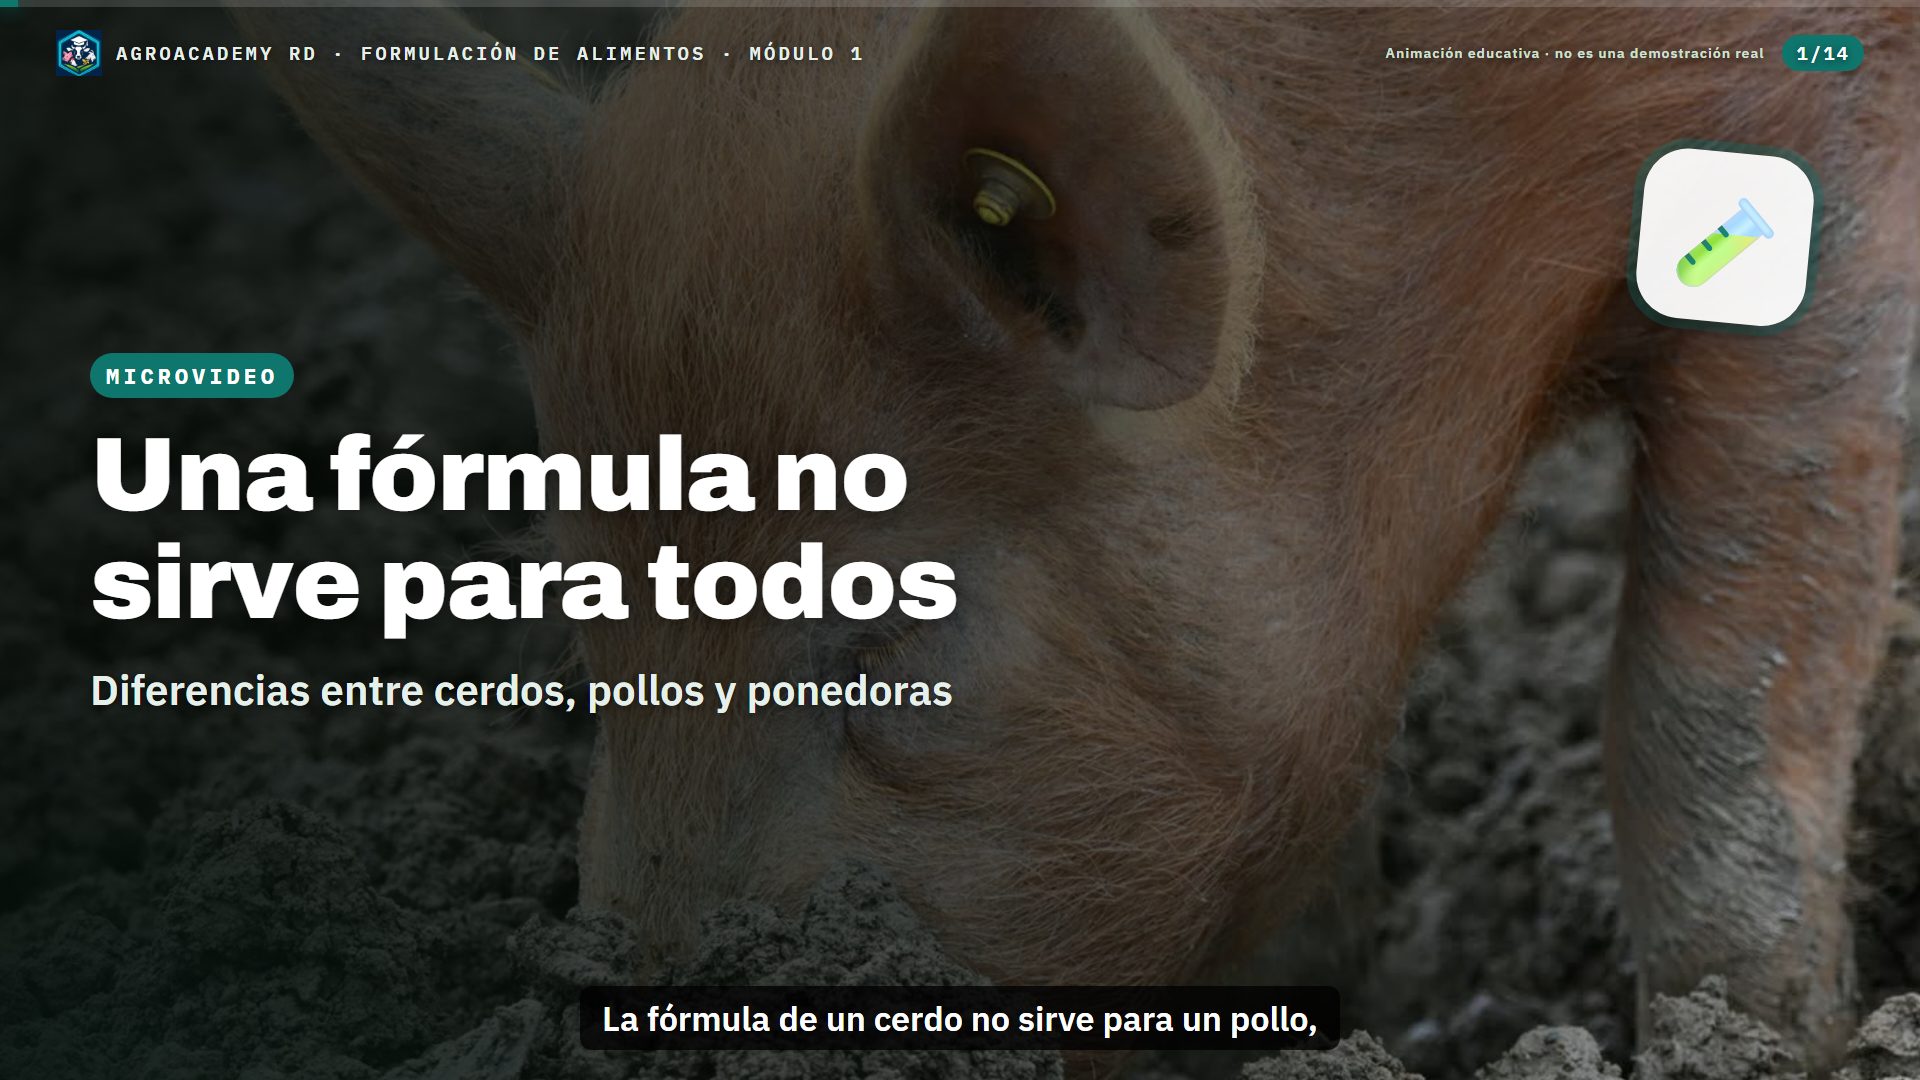 AGROACADEMY RD · FORMULACIÓN DE ALIMENTOS · MÓDULO 1
Animación educativa · no es una demostración real
1/14
MICROVIDEO
Una fórmula no
sirve para todos
Diferencias entre cerdos, pollos y ponedoras
La fórmula de un cerdo no sirve para un pollo,